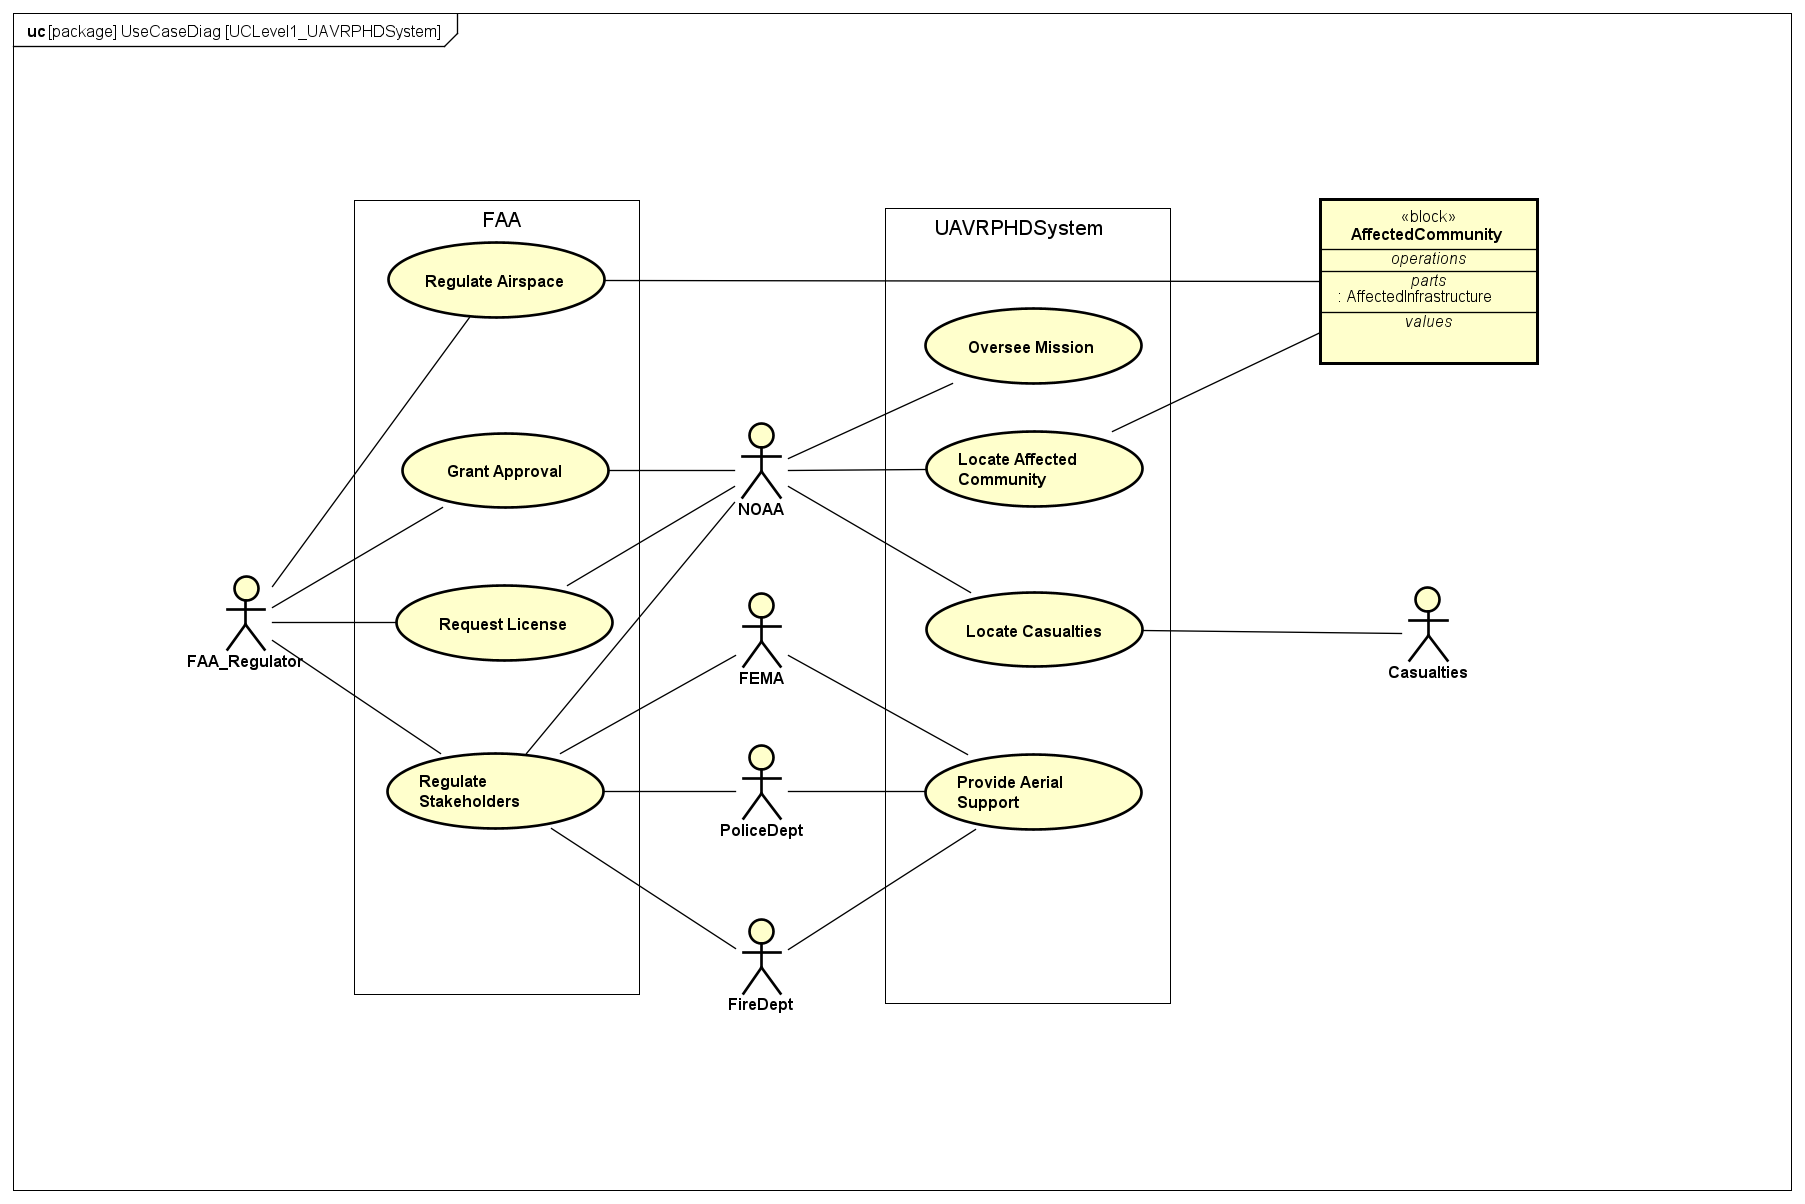 uc [package] UseCaseDiag [UCLevel1_UAVRPHDSystem]
FAA
UAVRPHDSystem
«block»
AffectedCommunity
operations
parts
: AffectedInfrastructure
values
Regulate Airspace
Oversee Mission
Grant Approval
Locate Affected
Community
NOAA
Request License
Locate Casualties
FAA_Regulator
FEMA
Casualties
Regulate
Stakeholders
PoliceDept
Provide Aerial
Support
FireDept